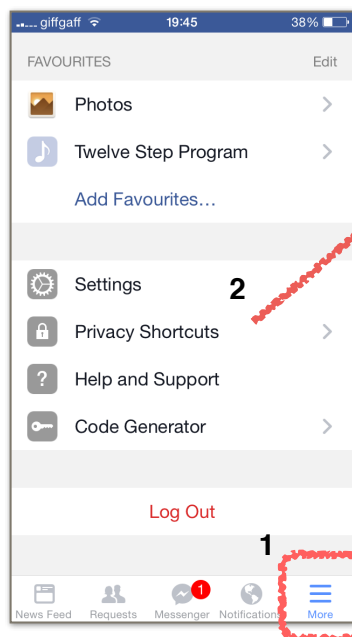 giffgaff 19:45 38%
FAVOURITES Edit
Photos
Twelve Step Program
Add Favourites...
Settings
2
Privacy Shortcuts
? Help and Support
Code Generator
Log Out
1
1
News Feed Requests Messenger Notifications More